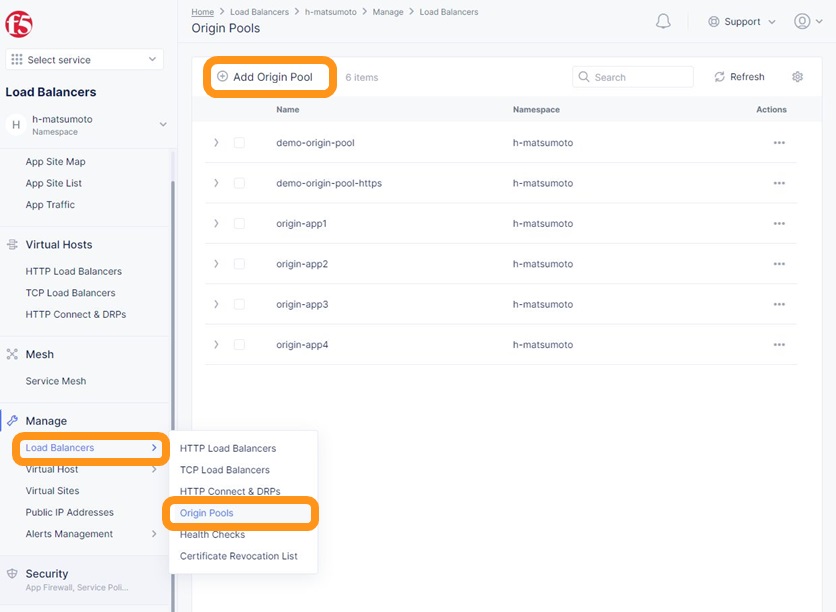 f5
Home > Load Balancers > h-matsumoto > Manage > Load Balancers
Origin Pools
Support
Select service
Load Balancers
H
h-matsumoto
Namespace
App Site Map
App Site List
App Traffic
Virtual Hosts
HTTP Load Balancers
TCP Load Balancers
HTTP Connect & DRPs
Mesh
Service Mesh
Manage
Load Balancers
Virtual Host
Virtual Sites
Public IP Addresses
Alerts Management
Security
App Firewall, Service Poli...
HTTP Load Balancers
TCP Load Balancers
HTTP Connect & DRPs
Origin Pools
Health Checks
Certificate Revocation List
Add Origin Pool
6 items
Search
Refresh
Name Namespace Actions
demo-origin-pool h-matsumoto
demo-origin-pool-https h-matsumoto
origin-app1 h-matsumoto
origin-app2 h-matsumoto
origin-app3 h-matsumoto
origin-app4 h-matsumoto